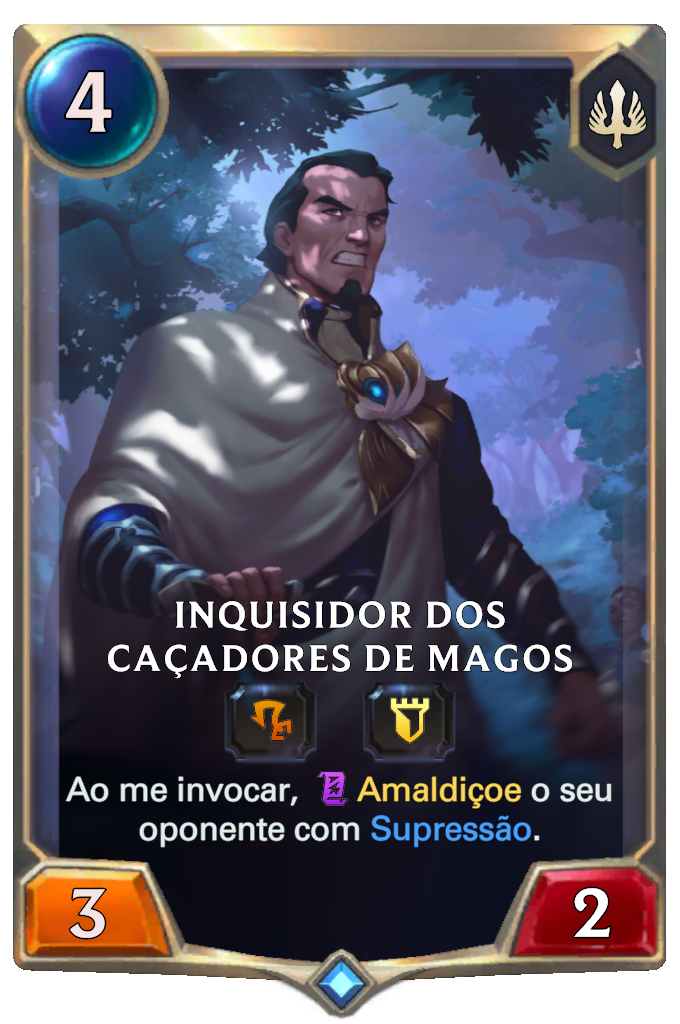 4
INQUISIDOR DOS
CAÇADORES DE MAGOS
Ao me invocar, Amaldiçoe o seu
oponente com Supressão.
3
2